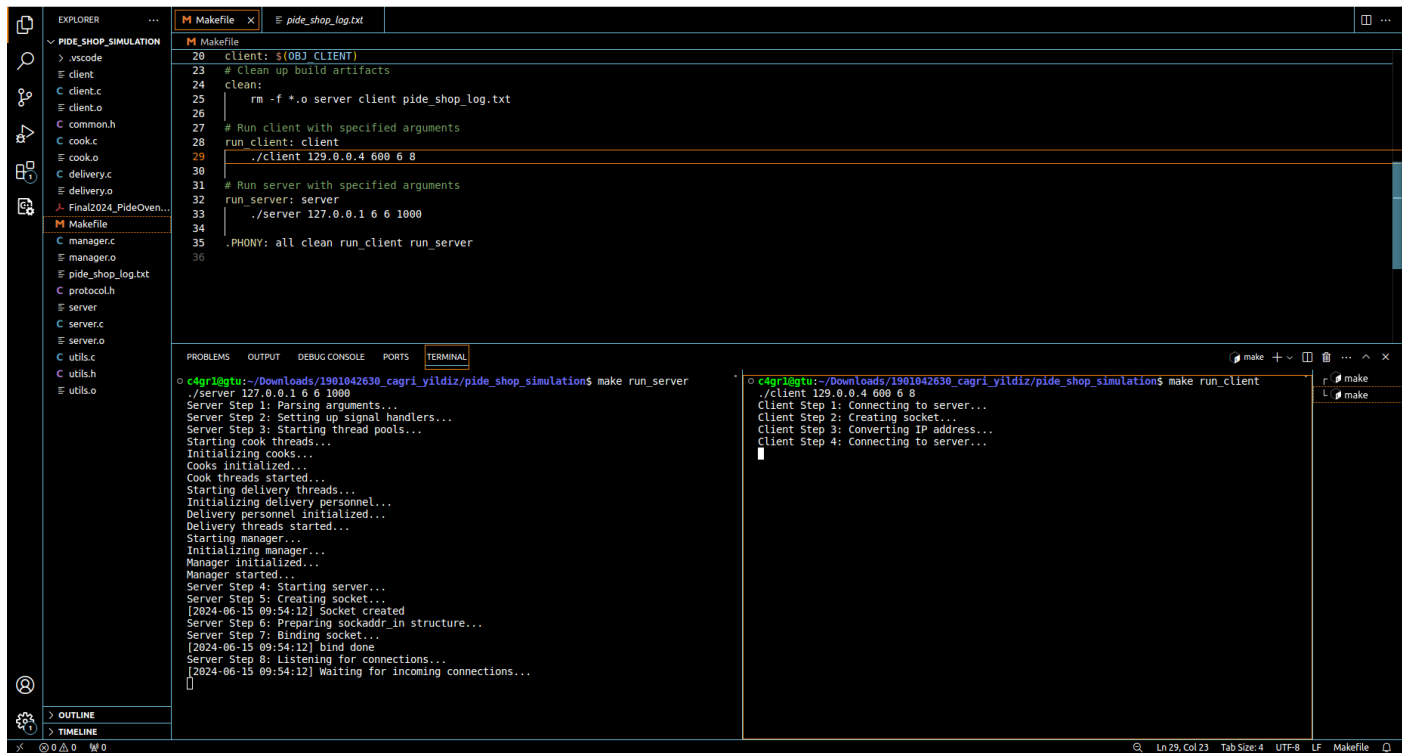 EXPLORER ...
PIDE_SHOP_SIMULATION
> .vscode
client
C client.c
client.o
C common.h
C cook.c
cook.o
C delivery.c
delivery.o
Final2024_PideOven...
M Makefile
C manager.c
manager.o
pide_shop_log.txt
C protocol.h
server
C server.c
server.o
C utils.c
C utils.h
utils.o
> OUTLINE
> TIMELINE
M Makefile × pide_shop_log.txt ...
M Makefile
20 client: $(OBJ_CLIENT)
23 # Clean up build artifacts
24 clean:
25 rm -f *.o server client pide_shop_log.txt
26
27 # Run client with specified arguments
28 run_client: client
29 ./client 129.0.0.4 600 6 8
30
31 # Run server with specified arguments
32 run_server: server
33 ./server 127.0.0.1 6 6 1000
34
35 .PHONY: all clean run_client run_server
36
PROBLEMS OUTPUT DEBUG CONSOLE PORTS TERMINAL make
c4gr1@gtu:~/Downloads/1901042630_cagri_yildiz/pide_shop_simulation$ make run_server
./server 127.0.0.1 6 6 1000
Server Step 1: Parsing arguments...
Server Step 2: Setting up signal handlers...
Server Step 3: Starting thread pools...
Starting cook threads...
Initializing cooks...
Cooks initialized...
Cook threads started...
Starting delivery threads...
Initializing delivery personnel...
Delivery personnel initialized...
Delivery threads started...
Starting manager...
Initializing manager...
Manager initialized...
Manager started...
Server Step 4: Starting server...
Server Step 5: Creating socket...
[2024-06-15 09:54:12] Socket created
Server Step 6: Preparing sockaddr_in structure...
Server Step 7: Binding socket...
[2024-06-15 09:54:12] bind done
Server Step 8: Listening for connections...
[2024-06-15 09:54:12] Waiting for incoming connections...
c4gr1@gtu:~/Downloads/1901042630_cagri_yildiz/pide_shop_simulation$ make run_client
./client 129.0.0.4 600 6 8
Client Step 1: Connecting to server...
Client Step 2: Creating socket...
Client Step 3: Converting IP address...
Client Step 4: Connecting to server...
make
make
1
1
0 0 0 Ln 29, Col 23 Tab Size: 4 UTF-8 LF Makefile